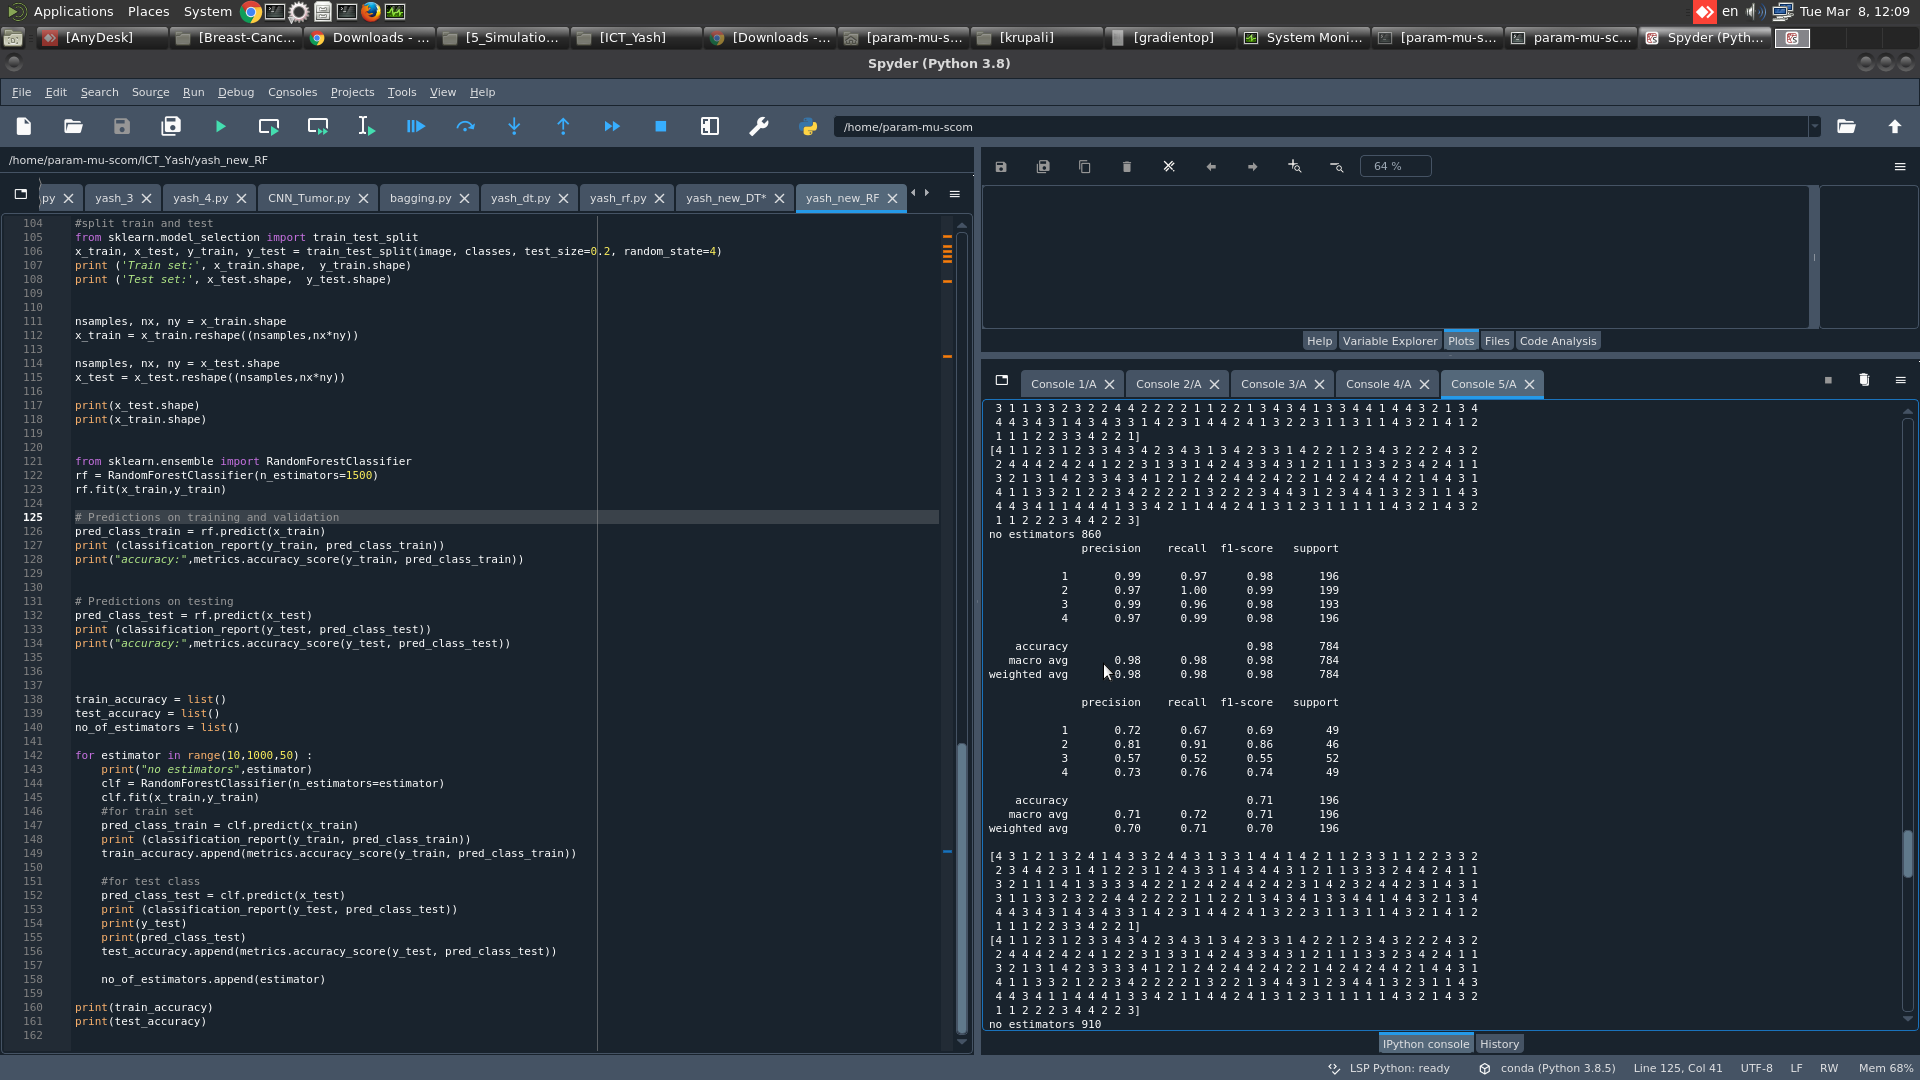 Applications Places System en Tue Mar 8, 12:09
[AnyDesk] [Breast-Canc... Downloads - ... [5_Simulatio... [ICT_Yash] [Downloads -... [param-mu-s... [krupali] [gradientop] System Moni... [param-mu-s... param-mu-sc... Spyder (Pyth...
Spyder (Python 3.8)
File Edit Search Source Run Debug Consoles Projects Tools View Help
/home/param-mu-scom
/home/param-mu-scom/ICT_Yash/yash_new_RF
py yash_3 yash_4.py CNN_Tumor.py bagging.py yash_dt.py yash_rf.py yash_new_DT* yash_new_RF
104 #split train and test
105 from sklearn.model_selection import train_test_split
106 x_train, x_test, y_train, y_test = train_test_split(image, classes, test_size=0.2, random_state=4)
107 print ('Train set:', x_train.shape,  y_train.shape)
108 print ('Test set:', x_test.shape,  y_test.shape)
109
110
111 nsamples, nx, ny = x_train.shape
112 x_train = x_train.reshape((nsamples,nx*ny))
113
114 nsamples, nx, ny = x_test.shape
115 x_test = x_test.reshape((nsamples,nx*ny))
116
117 print(x_test.shape)
118 print(x_train.shape)
119
120
121 from sklearn.ensemble import RandomForestClassifier
122 rf = RandomForestClassifier(n_estimators=1500)
123 rf.fit(x_train,y_train)
124
125 # Predictions on training and validation
126 pred_class_train = rf.predict(x_train)
127 print (classification_report(y_train, pred_class_train))
128 print("accuracy:",metrics.accuracy_score(y_train, pred_class_train))
129
130
131 # Predictions on testing
132 pred_class_test = rf.predict(x_test)
133 print (classification_report(y_test, pred_class_test))
134 print("accuracy:",metrics.accuracy_score(y_test, pred_class_test))
135
136
137
138 train_accuracy = list()
139 test_accuracy = list()
140 no_of_estimators = list()
141
142 for estimator in range(10,1000,50) :
143     print("no estimators",estimator)
144     clf = RandomForestClassifier(n_estimators=estimator)
145     clf.fit(x_train,y_train)
146     #for train set
147     pred_class_train = clf.predict(x_train)
148     print (classification_report(y_train, pred_class_train))
149     train_accuracy.append(metrics.accuracy_score(y_train, pred_class_train))
150
151     #for test class
152     pred_class_test = clf.predict(x_test)
153     print (classification_report(y_test, pred_class_test))
154     print(y_test)
155     print(pred_class_test)
156     test_accuracy.append(metrics.accuracy_score(y_test, pred_class_test))
157
158     no_of_estimators.append(estimator)
159
160 print(train_accuracy)
161 print(test_accuracy)
162
64 %
Help Variable Explorer Plots Files Code Analysis
Console 1/A Console 2/A Console 3/A Console 4/A Console 5/A
3 1 1 3 3 2 3 2 2 4 4 2 2 2 2 1 1 2 2 1 3 4 3 4 1 3 3 4 4 1 4 4 3 2 1 3 4
4 4 3 4 3 1 4 3 4 3 3 1 4 2 3 1 4 4 2 4 1 3 2 2 3 1 1 3 1 1 4 3 2 1 4 1 2
1 1 1 2 2 3 3 4 2 2 1]
[4 1 1 2 3 1 2 3 3 4 3 4 2 3 4 3 1 3 4 2 3 3 1 4 2 2 1 2 3 4 3 2 2 2 4 3 2
2 4 4 4 2 4 2 4 1 2 2 3 1 3 3 1 4 2 4 3 3 4 3 1 2 1 1 1 3 3 2 3 2 4 1 1
3 2 1 3 1 4 2 3 3 3 3 4 1 2 1 2 4 2 4 4 2 2 4 2 3 1 2 4 2 4 4 2 1 4 4 3 1
4 1 1 3 3 2 1 2 2 3 4 2 2 2 2 1 3 2 2 2 3 4 4 3 1 2 3 4 4 1 3 2 3 1 1 4 3
4 4 3 4 1 1 4 4 4 1 3 3 4 2 1 1 4 4 2 4 1 3 1 2 3 1 1 1 1 1 4 3 2 1 4 3 2
1 1 2 2 2 3 4 4 2 2 3]
no estimators 860
precision recall f1-score support
1 0.99 0.97 0.98 196
2 0.97 1.00 0.99 199
3 0.99 0.96 0.98 193
4 0.97 0.99 0.98 196
accuracy 0.98 784
macro avg 0.98 0.98 0.98 784
weighted avg 0.98 0.98 0.98 784
precision recall f1-score support
1 0.72 0.67 0.69 49
2 0.81 0.91 0.86 46
3 0.57 0.52 0.55 52
4 0.73 0.76 0.74 49
accuracy 0.71 196
macro avg 0.71 0.72 0.71 196
weighted avg 0.70 0.71 0.70 196
[4 3 1 2 1 3 2 4 1 4 3 3 2 4 4 3 1 3 3 1 4 4 1 4 2 1 1 2 3 3 1 1 2 2 3 3 2
2 3 4 4 2 3 1 4 1 2 2 3 1 2 3 1 4 3 3 4 4 3 1 2 1 1 2 3 3 2 4 2 4 1 1
3 2 1 1 1 4 1 3 3 3 3 4 2 2 1 2 4 2 4 4 2 2 4 2 3 1 4 2 3 2 4 4 2 1 4 3 1
3 1 1 3 3 2 3 2 2 4 4 2 2 2 2 1 1 2 2 1 3 4 3 4 1 3 3 4 4 1 4 4 3 2 1 3 4
4 4 3 4 3 1 4 3 4 3 3 1 4 2 3 1 4 4 2 4 1 3 2 2 3 1 1 3 1 1 4 3 2 1 4 1 2
1 1 1 2 2 3 3 4 2 2 1]
[4 1 1 2 3 1 2 3 3 4 3 4 2 3 4 3 1 3 4 2 3 3 1 4 2 2 1 2 3 4 3 2 2 2 4 3 2
2 4 4 4 2 4 2 4 1 2 2 3 1 3 3 1 4 2 4 3 3 4 3 1 2 1 1 1 3 3 2 3 2 4 1 1
3 2 1 3 1 4 2 3 3 3 3 4 1 2 1 2 4 2 4 4 2 2 4 2 3 1 2 4 2 4 4 2 1 4 4 3 1
4 1 1 3 3 2 1 2 2 3 4 2 2 2 2 1 3 2 2 2 3 4 4 3 1 2 3 4 4 1 3 2 3 1 1 4 3
4 4 3 4 1 1 4 4 4 1 3 3 4 2 1 1 4 4 2 4 1 3 1 2 3 1 1 1 1 1 4 3 2 1 4 3 2
1 1 2 2 2 3 4 4 2 2 3]
no estimators 910
IPython console History
LSP Python: ready conda (Python 3.8.5) Line 125, Col 41 UTF-8 LF RW Mem 68%